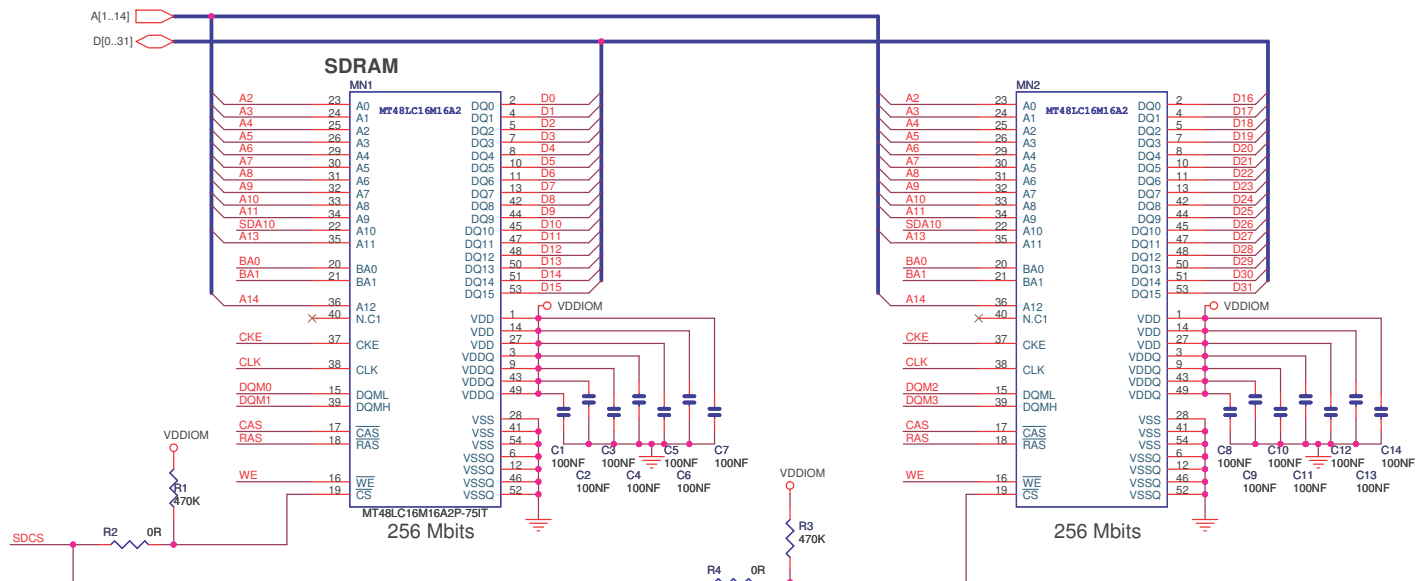 A[1..14]
D[0..31]
SDRAM
MN1
MT48LC16M16A2
A2 23 A0 DQ0 2 D0
A3 24 A1 DQ1 4 D1
A4 25 A2 DQ2 5 D2
A5 26 A3 DQ3 7 D3
A6 29 A4 DQ4 8 D4
A7 30 A5 DQ5 10 D5
A8 31 A6 DQ6 11 D6
A9 32 A7 DQ7 13 D7
A10 33 A8 DQ8 42 D8
A11 34 A9 DQ9 44 D9
SDA10 22 A10 DQ10 45 D10
A13 35 A11 DQ11 47 D11
DQ12 48 D12
BA0 20 BA0 DQ13 50 D13
BA1 21 BA1 DQ14 51 D14
DQ15 53 D15
A14 36 A12
VDDIOM
40 N.C1 VDD 1
VDD 14
CKE 37 CKE VDD 27
VDDQ 3
CLK 38 CLK VDDQ 9
VDDQ 43
DQM0 15 DQML VDDQ 49
DQM1 39 DQMH
VSS 28
CAS 17 CAS VSS 41
RAS 18 RAS VSS 54
VSSQ 6
VSSQ 12
WE 16 WE VSSQ 46
19 CS VSSQ 52
C1 C3 C5 C7
100NF 100NF 100NF 100NF
C2 C4 C6
100NF 100NF 100NF
MT48LC16M16A2P-75IT
256 Mbits
VDDIOM
R1
470K
R2 0R
SDCS
MN2
MT48LC16M16A2
A2 23 A0 DQ0 2 D16
A3 24 A1 DQ1 4 D17
A4 25 A2 DQ2 5 D18
A5 26 A3 DQ3 7 D19
A6 29 A4 DQ4 8 D20
A7 30 A5 DQ5 10 D21
A8 31 A6 DQ6 11 D22
A9 32 A7 DQ7 13 D23
A10 33 A8 DQ8 42 D24
A11 34 A9 DQ9 44 D25
SDA10 22 A10 DQ10 45 D26
A13 35 A11 DQ11 47 D27
DQ12 48 D28
BA0 20 BA0 DQ13 50 D29
BA1 21 BA1 DQ14 51 D30
DQ15 53 D31
A14 36 A12
VDDIOM
40 N.C1 VDD 1
VDD 14
CKE 37 CKE VDD 27
VDDQ 3
CLK 38 CLK VDDQ 9
VDDQ 43
DQM2 15 DQML VDDQ 49
DQM3 39 DQMH
VSS 28
CAS 17 CAS VSS 41
RAS 18 RAS VSS 54
VSSQ 6
VSSQ 12
WE 16 WE VSSQ 46
19 CS VSSQ 52
C8 C10 C12 C14
100NF 100NF 100NF 100NF
C9 C11 C13
100NF 100NF 100NF
256 Mbits
VDDIOM
R3
470K
R4 0R